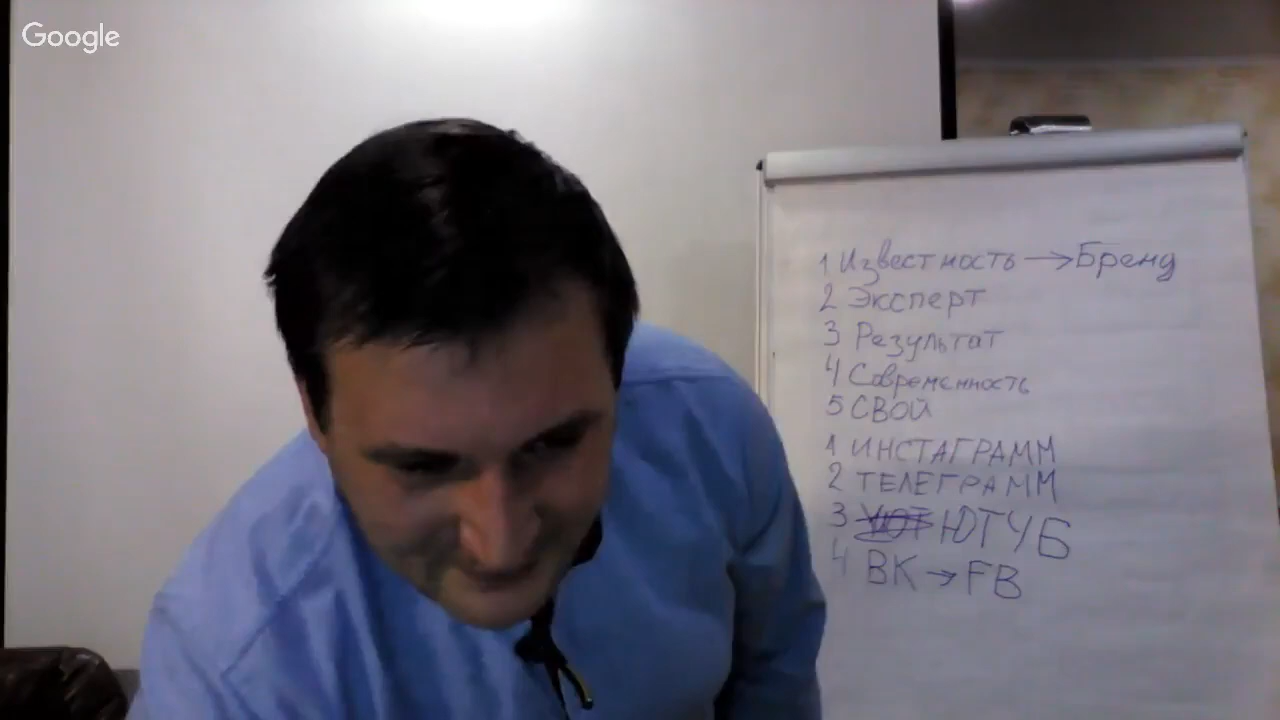 Google
1 Известность → Бренд
2 Эксперт
3 Результат
4 Современность
5 СВОЙ
1 ИНСТАГРАММ
2 ТЕЛЕГРАММ
3 ЮТУБ
4 ВК → FB